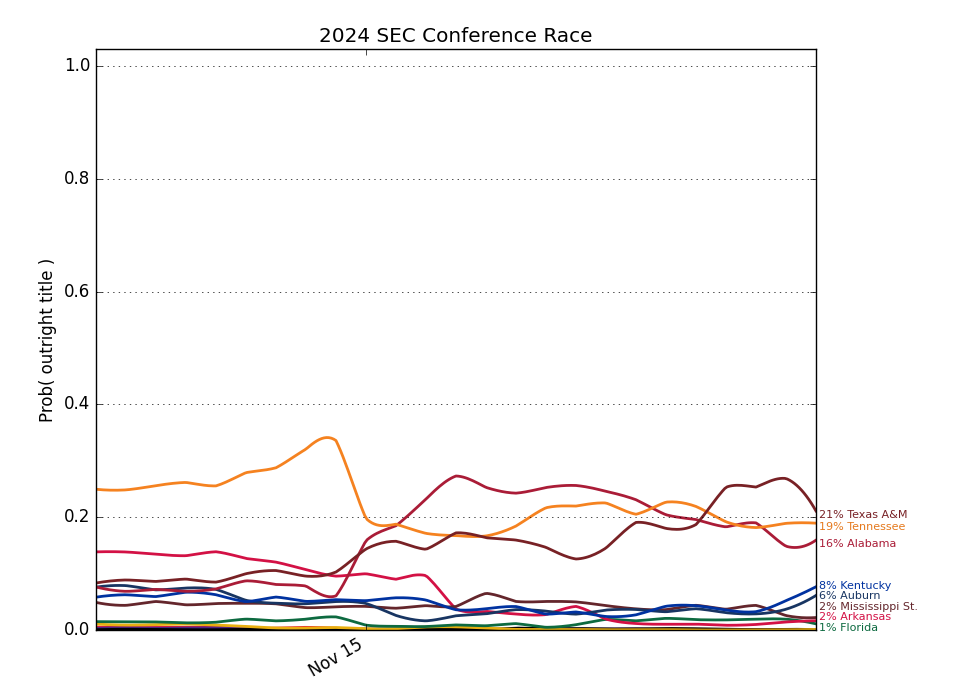 2024 SEC Conference Race
Prob( outright title )
1.0
0.8
0.6
0.4
0.2
0.0
Nov 15
21% Texas A&M
19% Tennessee
16% Alabama
8% Kentucky
6% Auburn
2% Mississippi St.
2% Arkansas
1% Florida